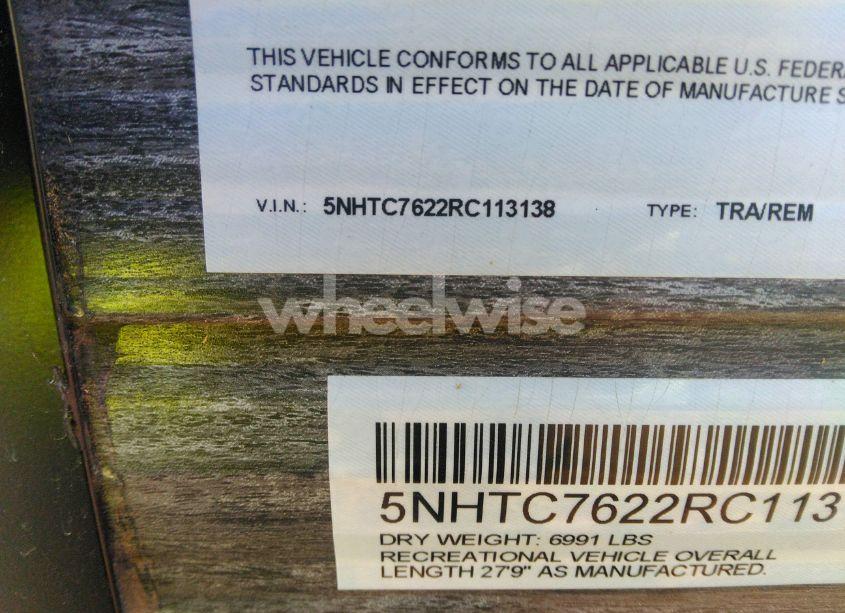 THIS VEHICLE CONFORMS TO ALL APPLICABLE U.S. FEDERA
STANDARDS IN EFFECT ON THE DATE OF MANUFACTURE S
V.I.N.: 5NHTC7622RC113138 TYPE: TRA/REM
wheelwise
5NHTC7622RC113
DRY WEIGHT: 6991 LBS
RECREATIONAL VEHICLE OVERALL
LENGTH 27'9" AS MANUFACTURED.